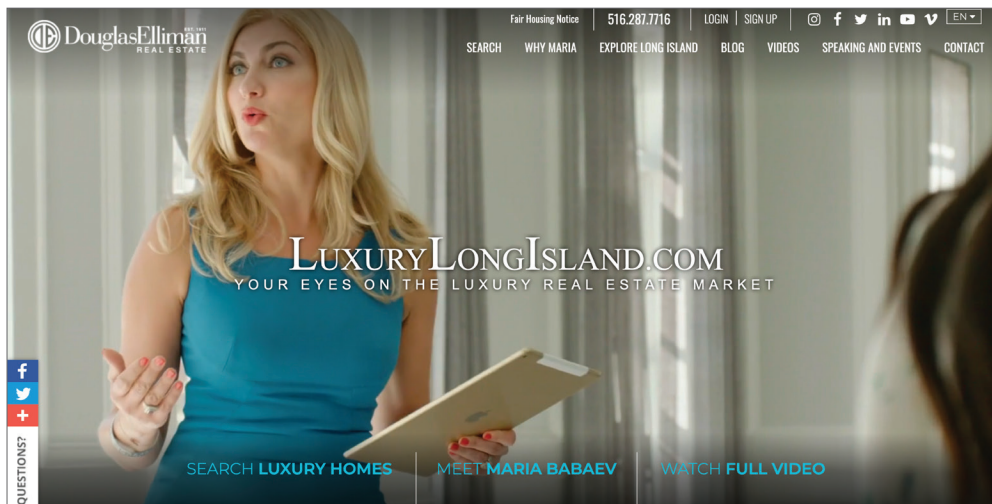 Fair Housing Notice 516.287.7716 LOGIN SIGN UP EN
DouglasElliman
EST. 1911
REAL ESTATE
SEARCH WHY MARIA EXPLORE LONG ISLAND BLOG VIDEOS SPEAKING AND EVENTS CONTACT
LUXURYLONGISLAND.COM
YOUR EYES ON THE LUXURY REAL ESTATE MARKET
QUESTIONS?
SEARCH LUXURY HOMES MEET MARIA BABAEV WATCH FULL VIDEO